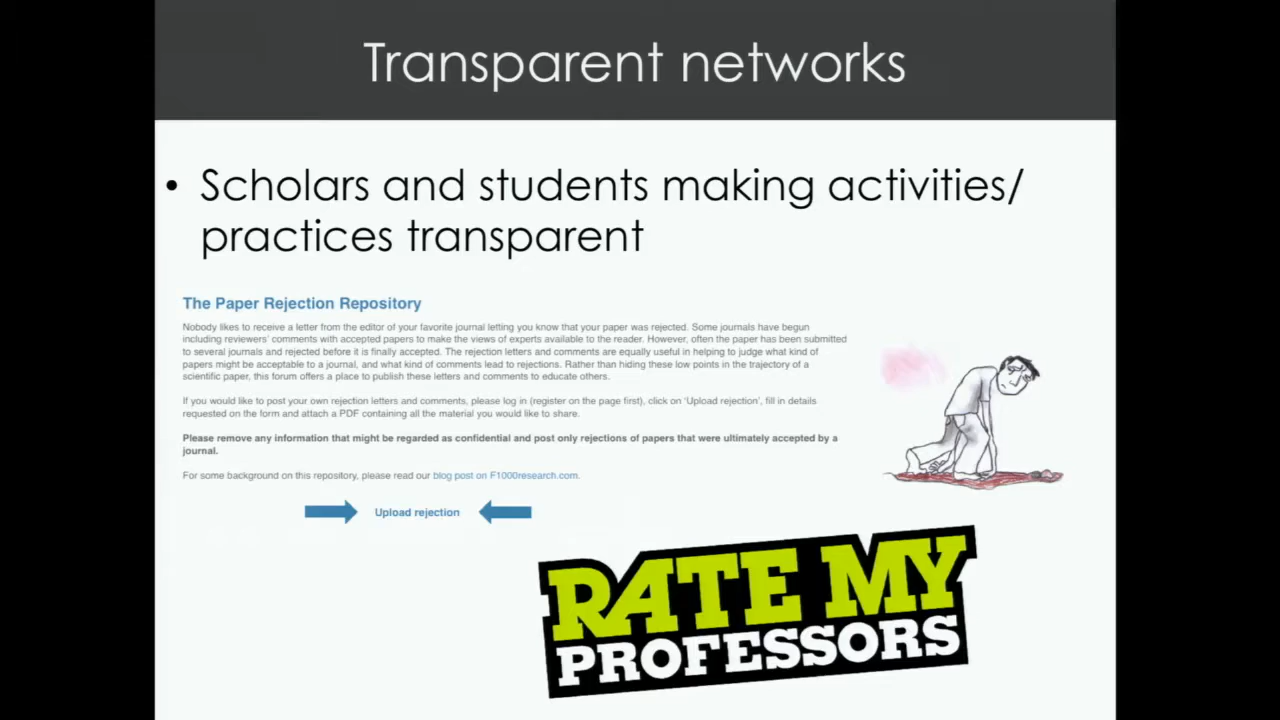 Transparent networks
• Scholars and students making activities/
practices transparent
The Paper Rejection Repository
Nobody likes to receive a letter from the editor of your favorite journal letting you know that your paper was rejected. Some journals have begun
including reviewers' comments with accepted papers to make the views of experts available to the reader. However, often the paper has been submitted
to several journals and rejected before it is finally accepted. The rejection letters and comments are equally useful in helping to judge what kind of
papers might be acceptable to a journal, and what kind of comments lead to rejections. Rather than hiding these low points in the trajectory of a
scientific paper, this forum offers a place to publish these letters and comments to educate others.
If you would like to post your own rejection letters and comments, please log in (register on the page first), click on 'Upload rejection', fill in details
requested on the form and attach a PDF containing all the material you would like to share.
Please remove any information that might be regarded as confidential and post only rejections of papers that were ultimately accepted by a
journal.
For some background on this repository, please read our blog post on F1000research.com.
Upload rejection
RATE MY
PROFESSORS